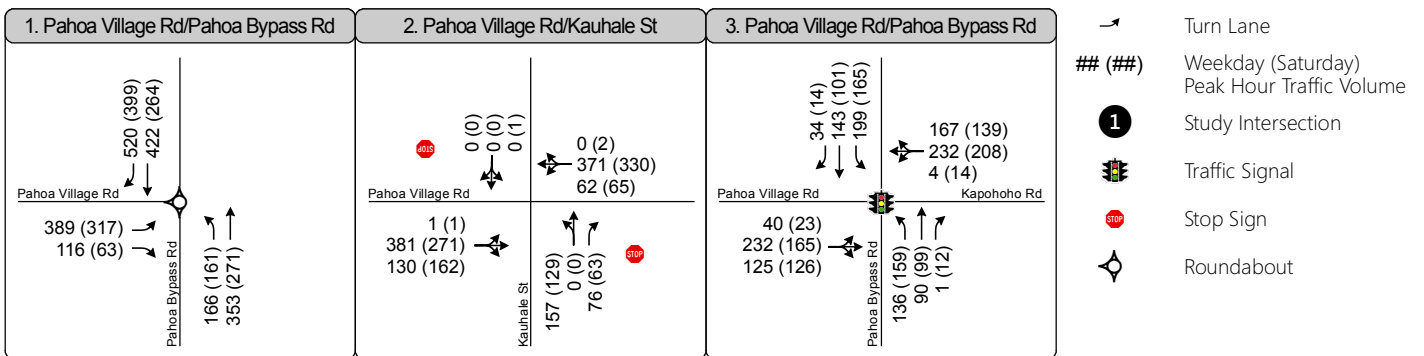 1. Pahoa Village Rd/Pahoa Bypass Rd
520 (399)
422 (264)
Pahoa Village Rd
389 (317)
116 (63)
Pahoa Bypass Rd
166 (161)
353 (271)
2. Pahoa Village Rd/Kauhale St
STOP
0 (0)
0 (0)
0 (1)
0 (2)
371 (330)
62 (65)
Pahoa Village Rd
1 (1)
381 (271)
130 (162)
Kauhale St
157 (129)
0 (0)
76 (63)
STOP
3. Pahoa Village Rd/Pahoa Bypass Rd
34 (14)
143 (101)
199 (165)
167 (139)
232 (208)
4 (14)
Pahoa Village Rd
Kapohoho Rd
40 (23)
232 (165)
125 (126)
Pahoa Bypass Rd
136 (159)
90 (99)
1 (12)
Turn Lane
## (##) Weekday (Saturday)
Peak Hour Traffic Volume
1 Study Intersection
Traffic Signal
STOP Stop Sign
Roundabout